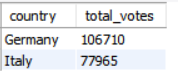 country total_votes
Germany 106710
Italy 77965